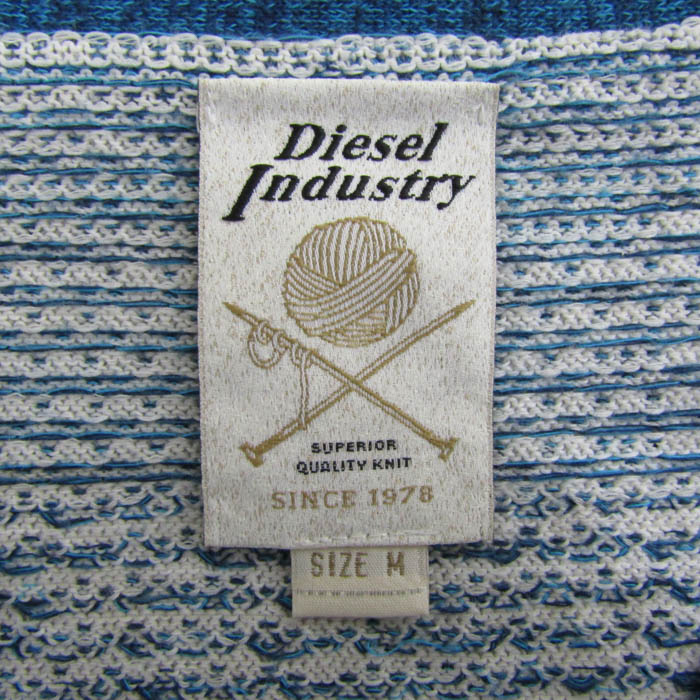 Diesel
Industry
SUPERIOR
QUALITY KNIT
SINCE 1978
SIZE M